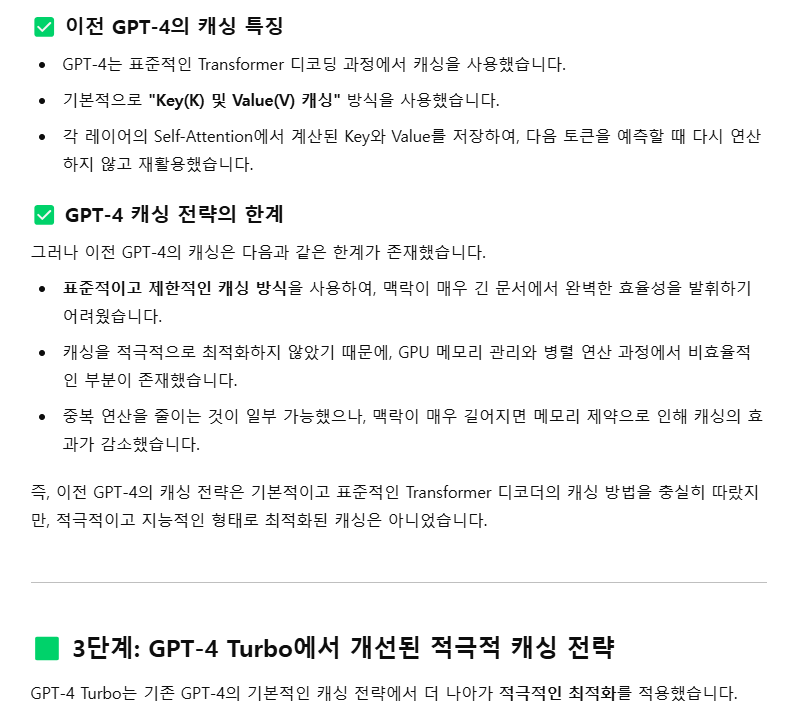 ✅ 이전 GPT-4의 캐싱 특징
• GPT-4는 표준적인 Transformer 디코딩 과정에서 캐싱을 사용했습니다.
• 기본적으로 "Key(K) 및 Value(V) 캐싱" 방식을 사용했습니다.
• 각 레이어의 Self-Attention에서 계산된 Key와 Value를 저장하여, 다음 토큰을 예측할 때 다시 연산
하지 않고 재활용했습니다.
✅ GPT-4 캐싱 전략의 한계
그러나 이전 GPT-4의 캐싱은 다음과 같은 한계가 존재했습니다.
• 표준적이고 제한적인 캐싱 방식을 사용하여, 맥락이 매우 긴 문서에서 완벽한 효율성을 발휘하기
어려웠습니다.
• 캐싱을 적극적으로 최적화하지 않았기 때문에, GPU 메모리 관리와 병렬 연산 과정에서 비효율적
인 부분이 존재했습니다.
• 중복 연산을 줄이는 것이 일부 가능했으나, 맥락이 매우 길어지면 메모리 제약으로 인해 캐싱의 효
과가 감소했습니다.
즉, 이전 GPT-4의 캐싱 전략은 기본적이고 표준적인 Transformer 디코더의 캐싱 방법을 충실히 따랐지
만, 적극적이고 지능적인 형태로 최적화된 캐싱은 아니었습니다.
🟩 3단계: GPT-4 Turbo에서 개선된 적극적 캐싱 전략
GPT-4 Turbo는 기존 GPT-4의 기본적인 캐싱 전략에서 더 나아가 적극적인 최적화를 적용했습니다.